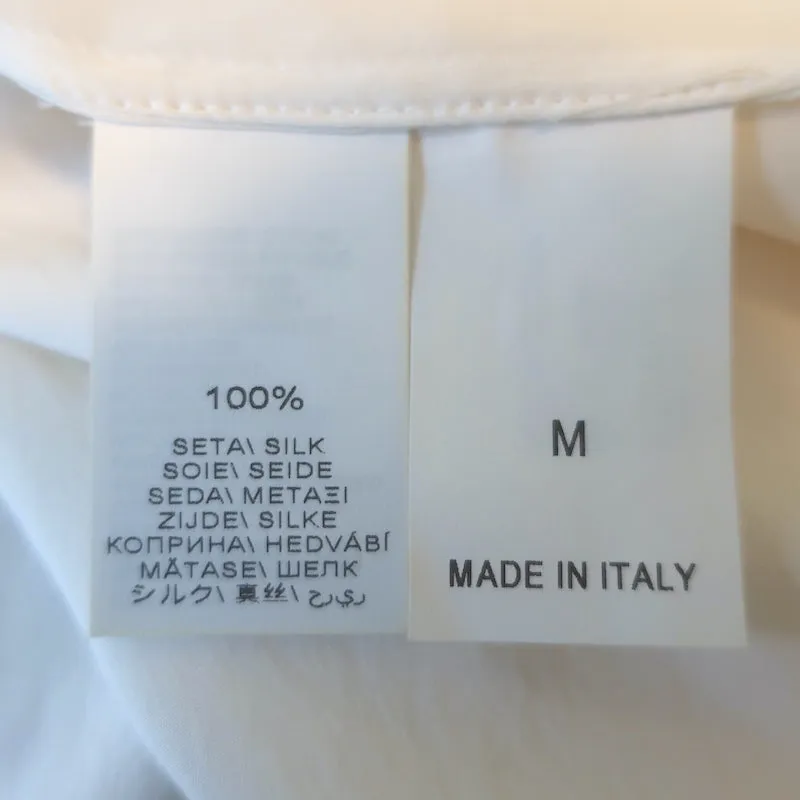 100%
SETA\ SILK
SOIE\ SEIDE
SEDA\ ΜΕΤΑΞΙ
ZIJDE\ SILKE
КОПРИНА\ HEDVÁBÍ
MĂTASE\ ШЕЛК
シルク\ 真丝\ ريرح
M
MADE IN ITALY